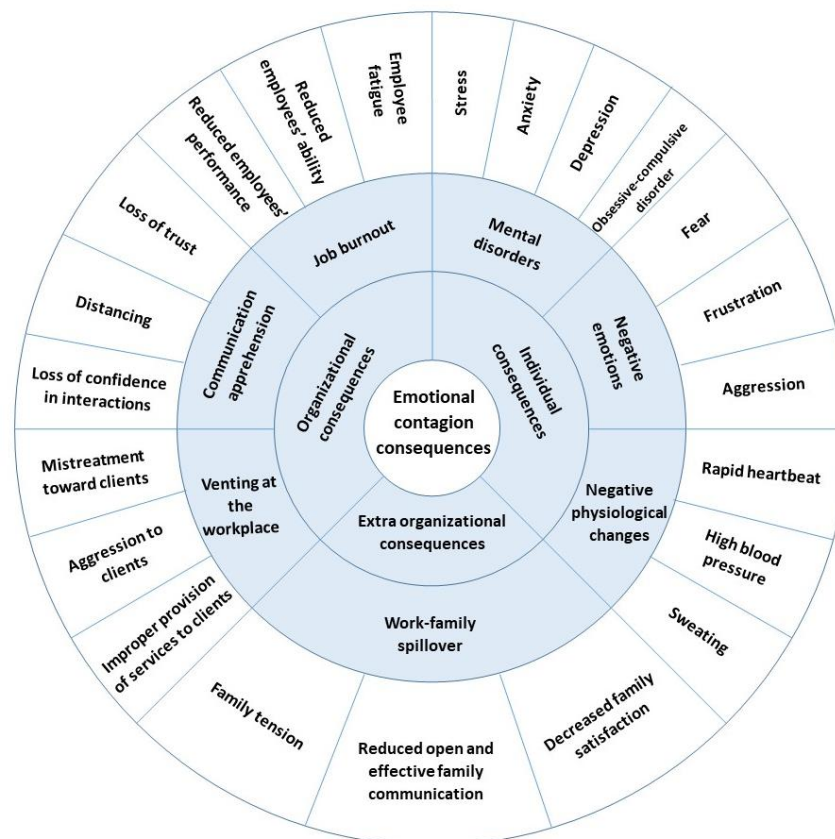 Emotional
contagion
consequences
Individual
consequences
Extra organizational
consequences
Organizational
consequences
Mental
disorders
Negative
emotions
Negative
physiological
changes
Work-family
spillover
Venting at
the
workplace
Communication
apprehension
Job burnout
Stress
Anxiety
Depression
Obsessive-compulsive
disorder
Fear
Frustration
Aggression
Rapid heartbeat
High blood
pressure
Sweating
Decreased family
satisfaction
Reduced open and
effective family
communication
Family tension
Improper provision
of services to clients
Aggression to
clients
Mistreatment
toward clients
Loss of confidence
in interactions
Distancing
Loss of trust
Reduced employees'
performance
Reduced
employees' ability
Employee
fatigue